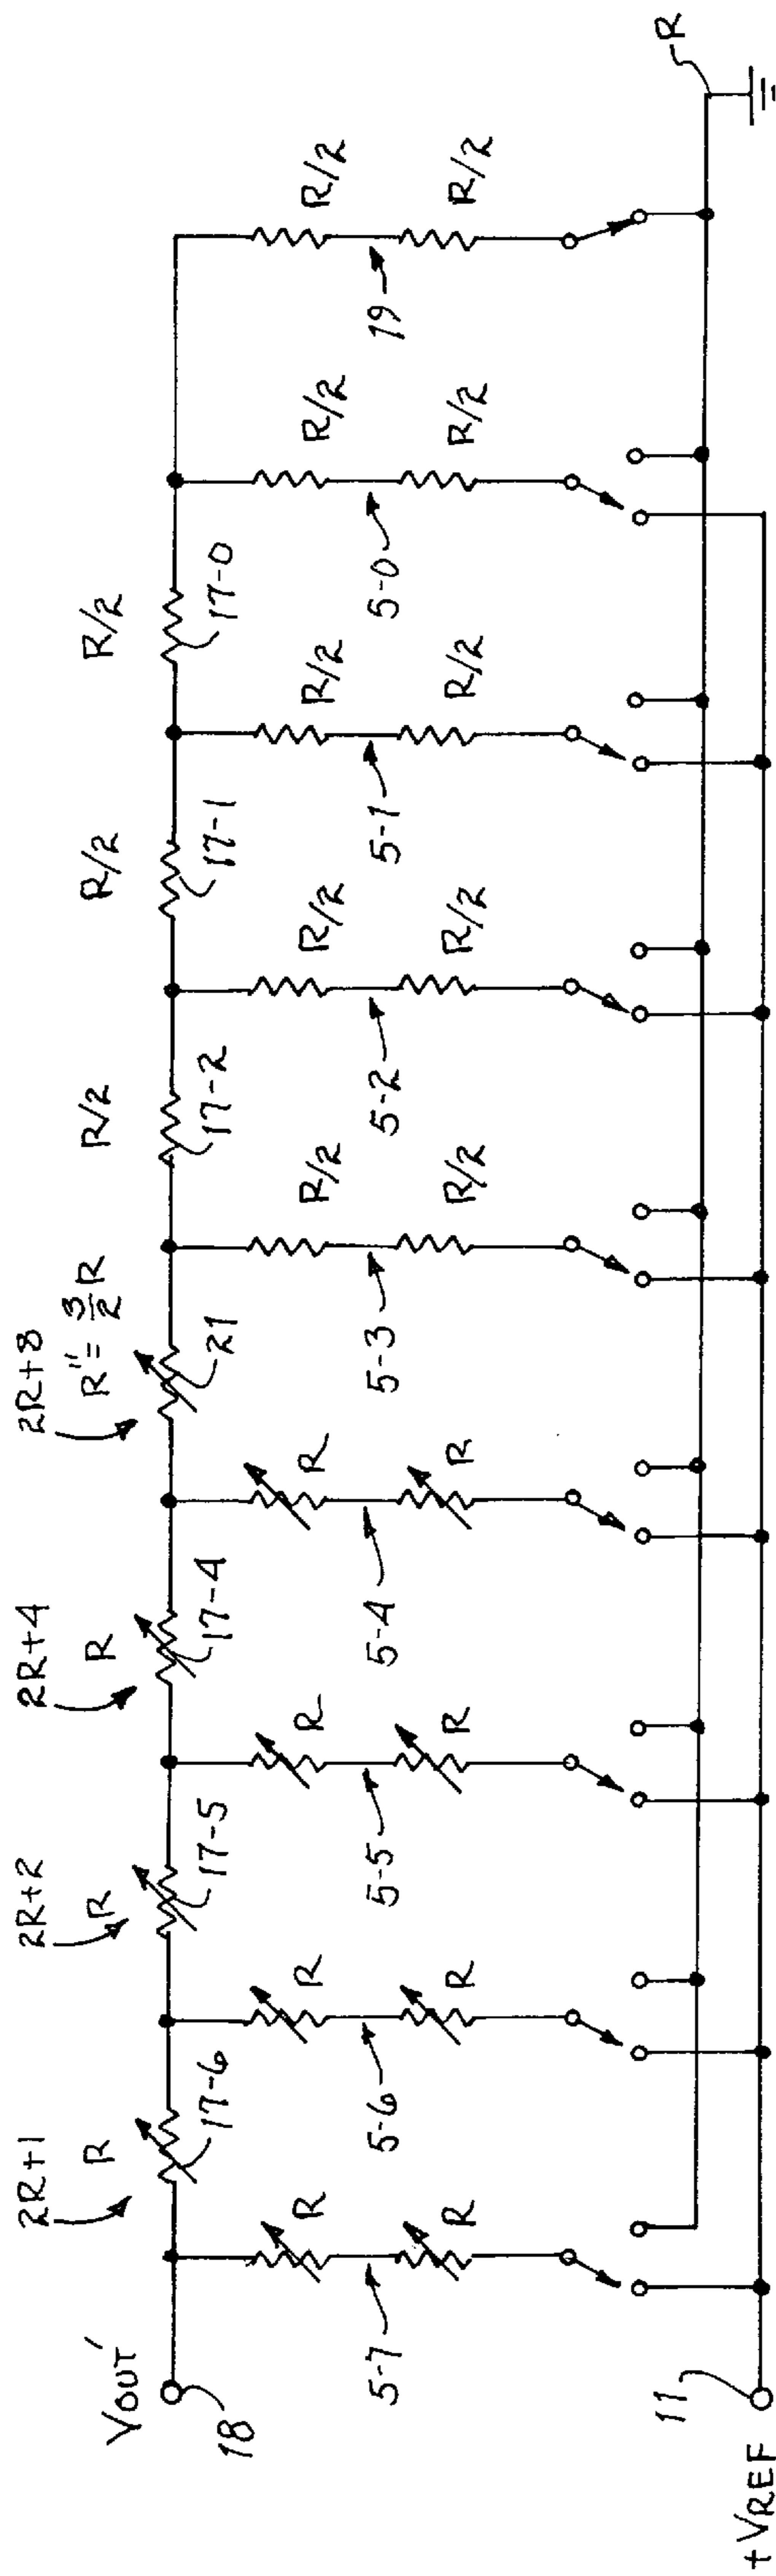 2R+1 2R+2 2R+4 2R+8
R R R R"=3/2 R R/2 R/2 R/2
VOUT'
18
17-6 17-5 17-4 21 17-2 17-1 17-0
R R R R R/2 R/2 R/2 R/2 R/2
5-7 5-6 5-5 5-4 5-3 5-2 5-1 5-0 19
R R R R R/2 R/2 R/2 R/2 R/2
R
11
+VREF